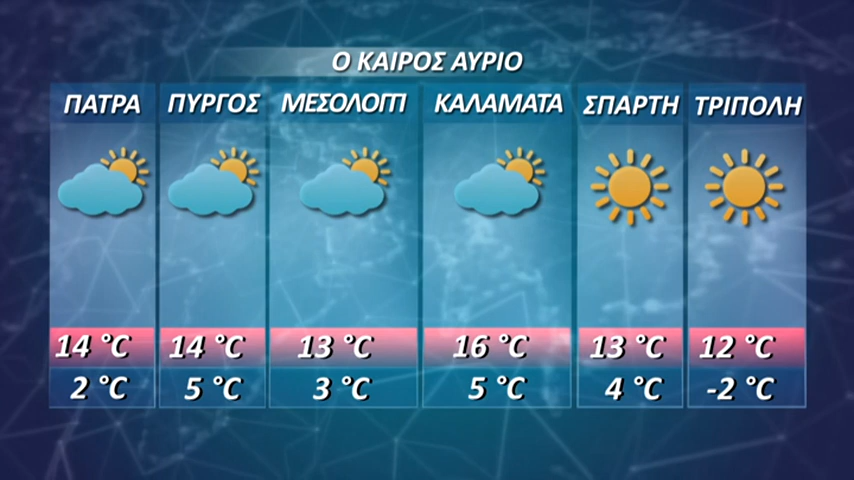 Ο ΚΑΙΡΟΣ ΑΥΡΙΟ
ΠΑΤΡΑ ΠΥΡΓΟΣ ΜΕΣΟΛΟΓΓΙ ΚΑΛΑΜΑΤΑ ΣΠΑΡΤΗ ΤΡΙΠΟΛΗ
14 °C 14 °C 13 °C 16 °C 13 °C 12 °C
2 °C 5 °C 3 °C 5 °C 4 °C -2 °C